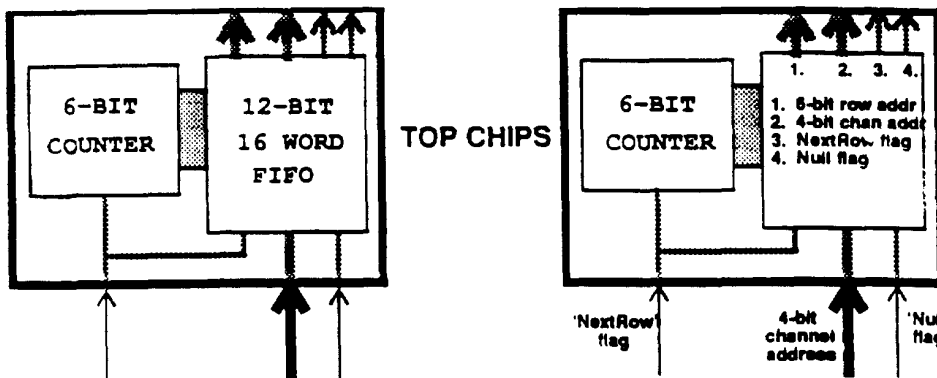 6-BIT
COUNTER
12-BIT
16 WORD
FIFO
TOP CHIPS
6-BIT
COUNTER
1. 2. 3. 4.
1. 6-bit row addr
2. 4-bit chan addr
3. NextRow flag
4. Null flag
'NextRow'
flag
4-bit
channel
address
flag